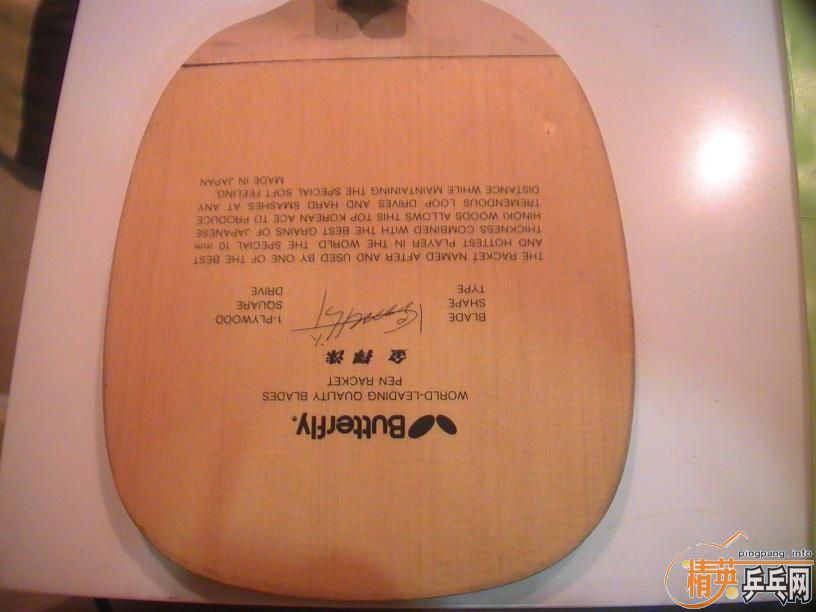 Butterfly.
WORLD-LEADING QUALITY BLADES
PEN RACKET
金擇洙
BLADE 1-PLYWOOD
SHAPE SQUARE
TYPE DRIVE
THE RACKET NAMED AFTER AND USED BY ONE OF THE BEST
AND HOTTEST PLAYER IN THE WORLD. THE SPECIAL 10 mm
THICKNESS COMBINED WITH THE BEST GRAINS OF JAPANESE
HINOKI WOODS ALLOWS THIS TOP KOREAN ACE TO PRODUCE
TREMENDOUS LOOP DRIVES AND HARD SMASHES AT ANY
DISTANCE WHILE MAINTAINING THE SPECIAL SOFT FEELING.
MADE IN JAPAN
pingpang.info
精英乒乓网